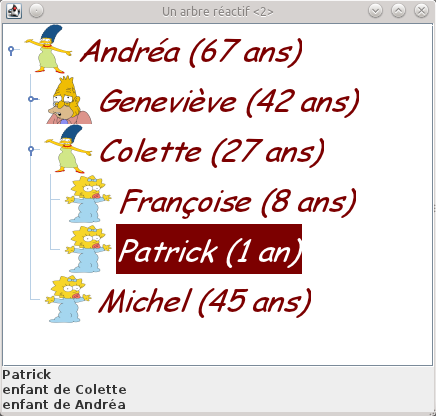 Un arbre réactif <2>
Andréa (67 ans)
Geneviève (42 ans)
Colette (27 ans)
Françoise (8 ans)
Patrick (1 an)
Michel (45 ans)
Patrick
enfant de Colette
enfant de Andréa